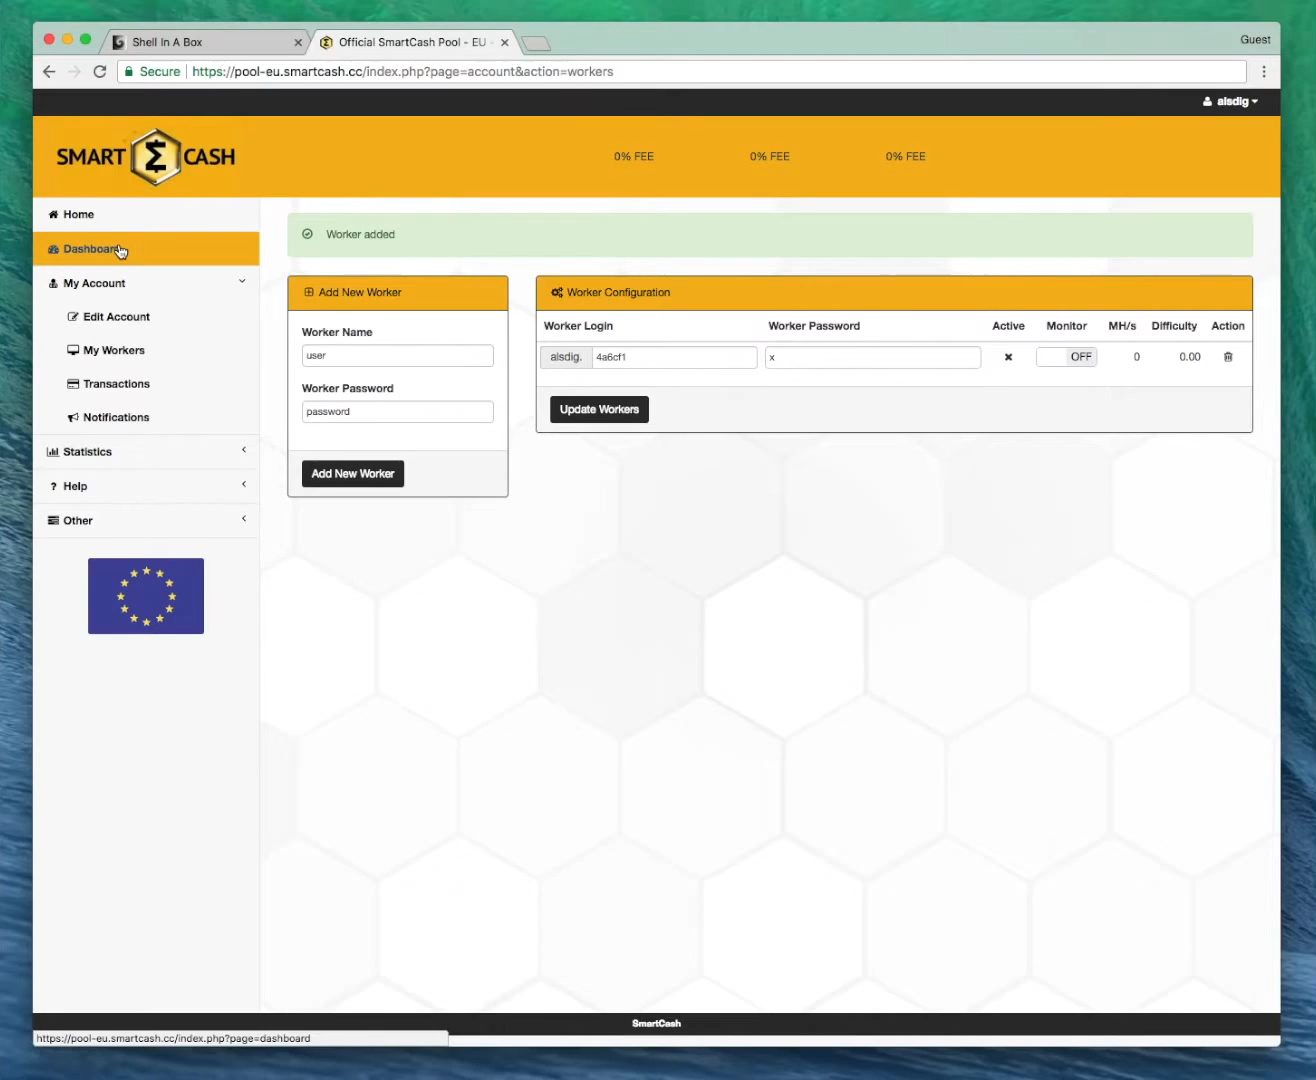 Shell In A Box
Official SmartCash Pool - EU -
Guest
Secure
https://pool-eu.smartcash.cc/index.php?page=account&action=workers
alsdig
SMART CASH
0% FEE
0% FEE
0% FEE
Home
Dashboard
My Account
Edit Account
My Workers
Transactions
Notifications
Statistics
? Help
Other
Worker added
Add New Worker
Worker Name
user
Worker Password
password
Add New Worker
Worker Configuration
Worker Login Worker Password Active Monitor MH/s Difficulty Action
alsdig. 4a6cf1 x OFF 0 0.00
Update Workers
SmartCash
https://pool-eu.smartcash.cc/index.php?page=dashboard